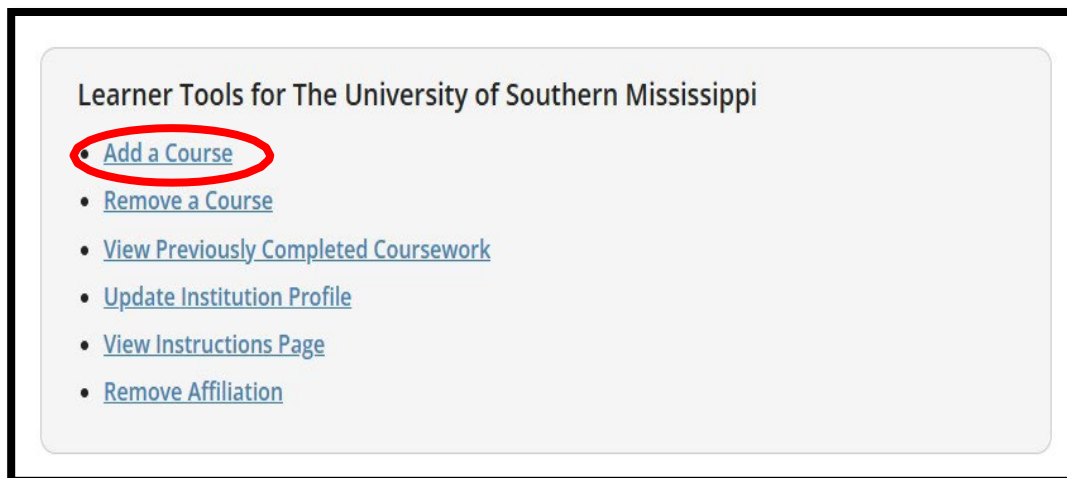 Learner Tools for The University of Southern Mississippi
• Add a Course
• Remove a Course
• View Previously Completed Coursework
• Update Institution Profile
• View Instructions Page
• Remove Affiliation